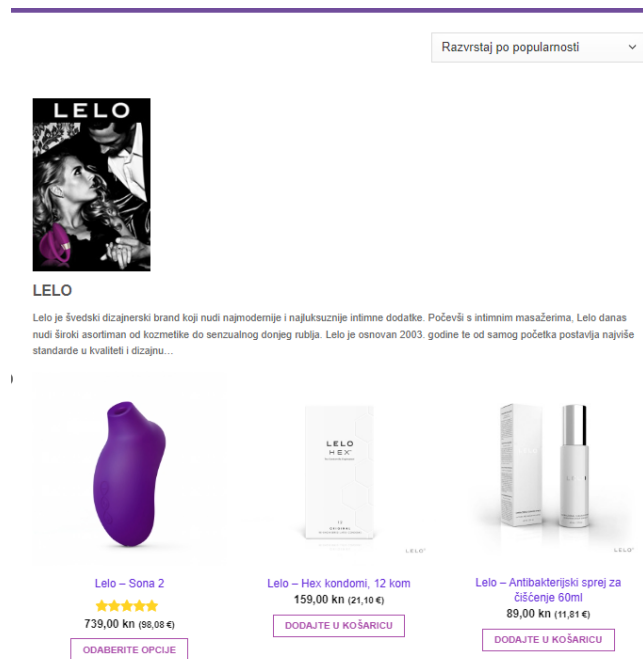 Razvrstaj po popularnosti
LELO
LELO
Lelo je švedski dizajnerski brand koji nudi najmodernije i najluksuznije intimne dodatke. Počevši s intimnim masažerima, Lelo danas
nudi široki asortiman od kozmetike do senzualnog donjeg rublja. Lelo je osnovan 2003. godine te od samog početka postavlja najviše
standarde u kvaliteti i dizajnu…
LELO
HEX
12
ORIGINAL
LELO
LELO
Lelo – Sona 2
739,00 kn (98,08 €)
ODABERITE OPCIJE
Lelo – Hex kondomi, 12 kom
159,00 kn (21,10 €)
DODAJTE U KOŠARICU
Lelo – Antibakterijski sprej za
čišćenje 60ml
89,00 kn (11,81 €)
DODAJTE U KOŠARICU